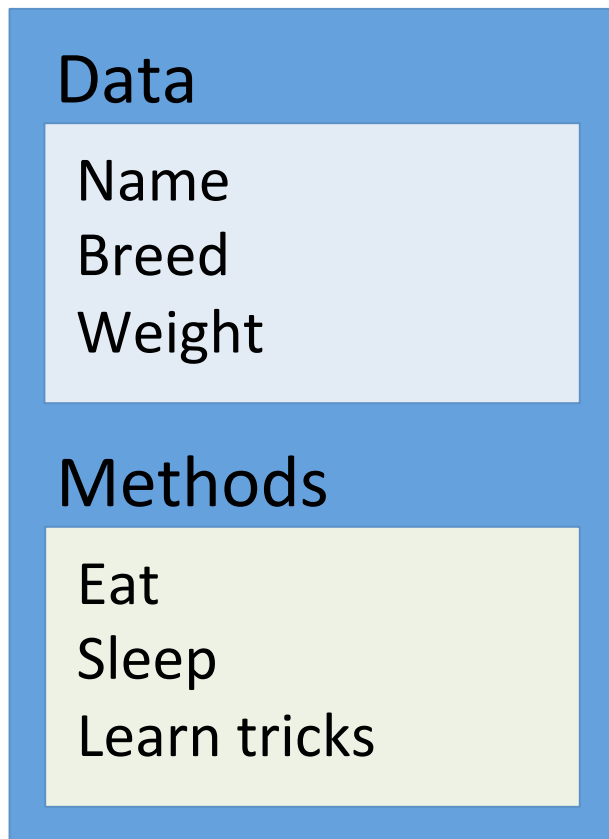 Data
Name
Breed
Weight
Methods
Eat
Sleep
Learn tricks